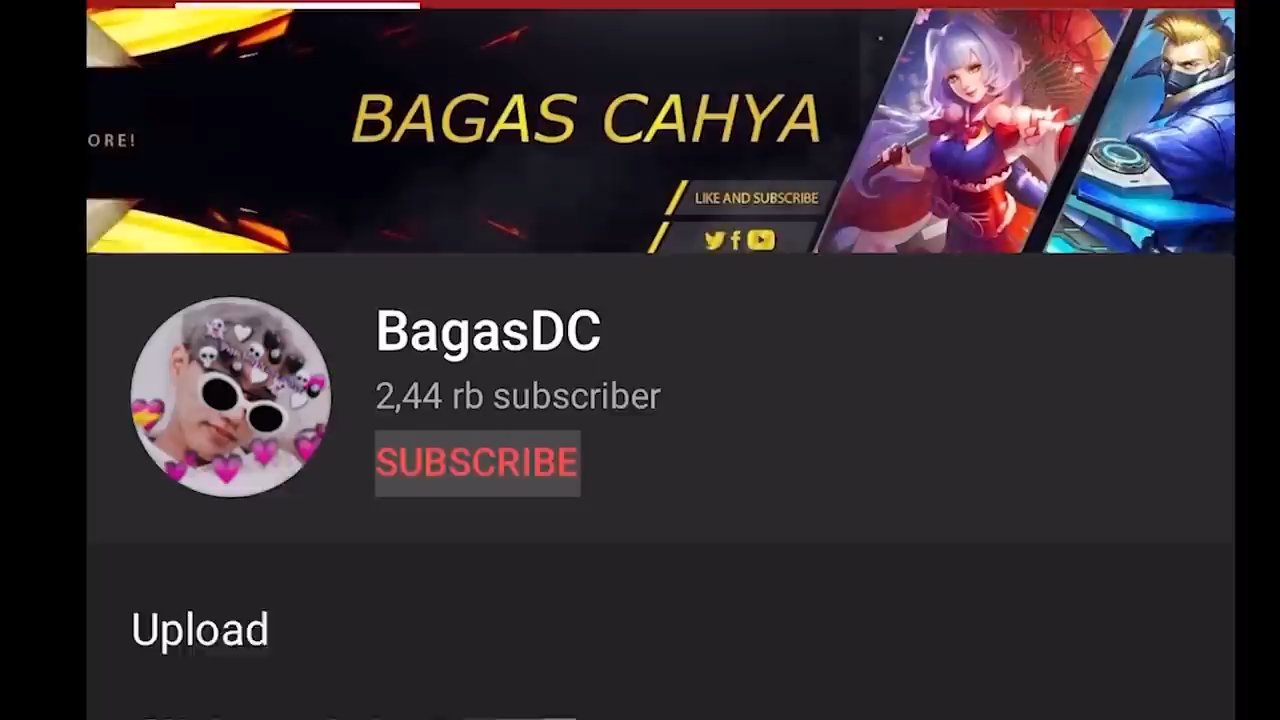 BAGAS CAHYA
ORE!
LIKE AND SUBSCRIBE
BagasDC
2,44 rb subscriber
SUBSCRIBE
Upload